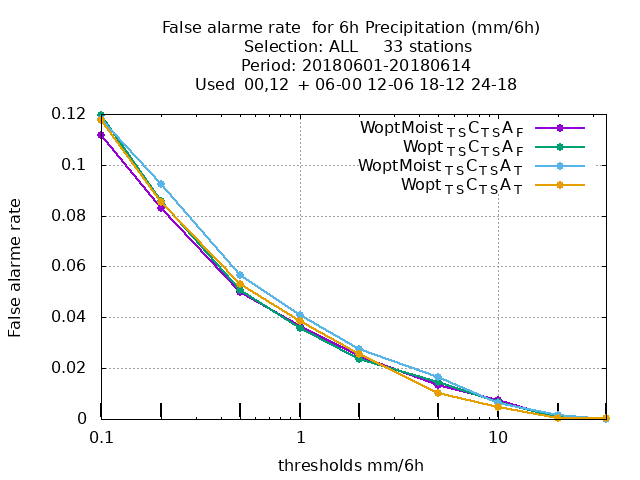 False alarme rate  for 6h Precipitation (mm/6h)
Selection: ALL     33 stations
Period: 20180601-20180614
Used  00,12  + 06-00 12-06 18-12 24-18
WoptMoist TS C TS A F
Wopt TS C TS A F
WoptMoist TS C TS A T
Wopt TS C TS A T
False alarme rate
0.12
0.1
0.08
0.06
0.04
0.02
0
0.1 1 10
thresholds mm/6h